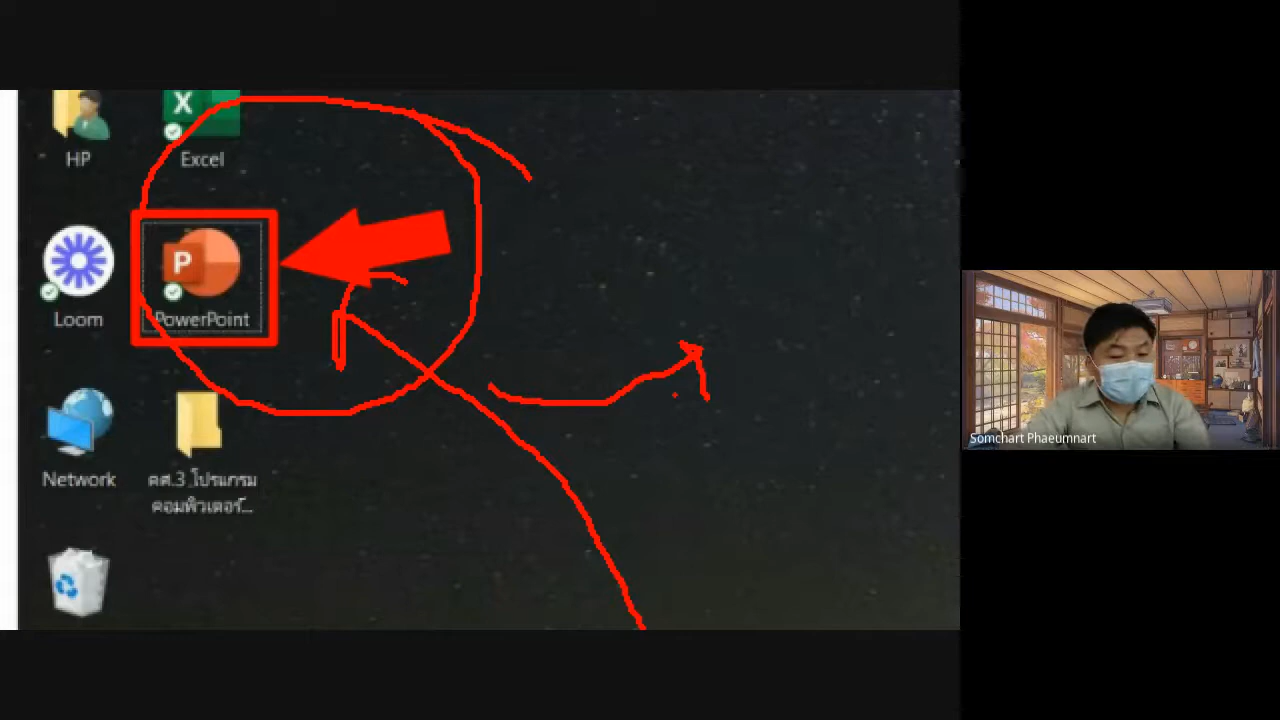 HP
Excel
Loom
PowerPoint
Network
คศ.3 โปรแกรม
คอมพิวเตอร์...
Somchart Phaeumnart